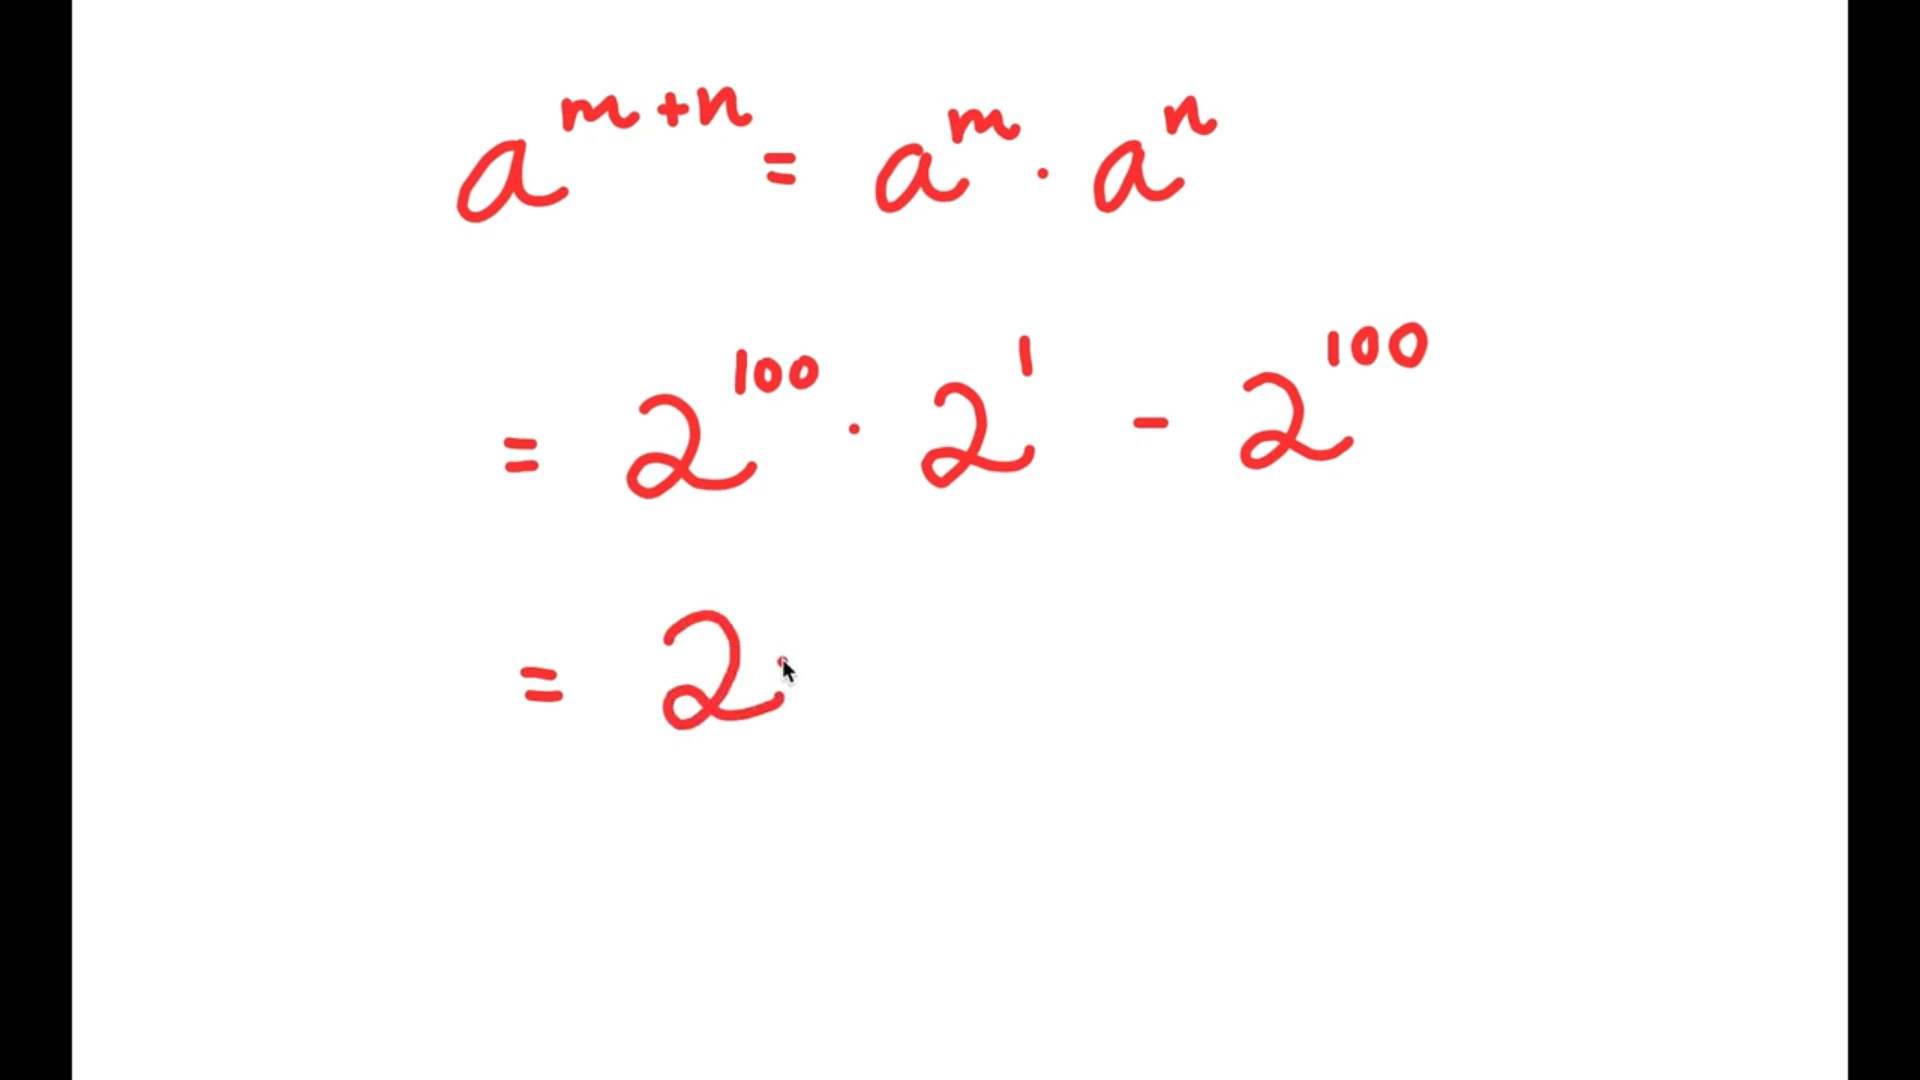 a^{m+n} = a^m · a^n
= 2^{100} · 2^1 - 2^{100}
= 2